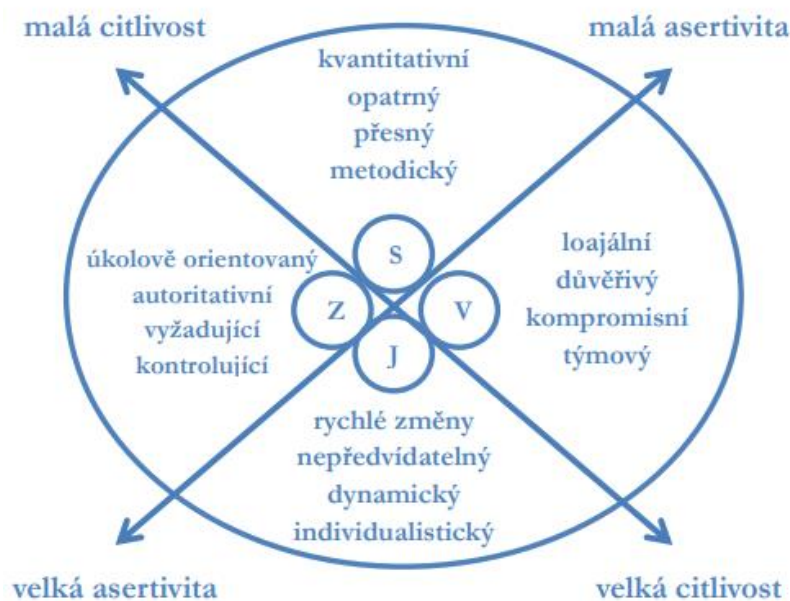 malá citlivost
malá asertivita
kvantitativní
opatrný
přesný
metodický
S
úkolově orientovaný
autoritativní
vyžadující
kontrolující
Z
V
loajální
důvěřivý
kompromisní
týmový
J
rychlé změny
nepředvídatelný
dynamický
individualistický
velká asertivita
velká citlivost